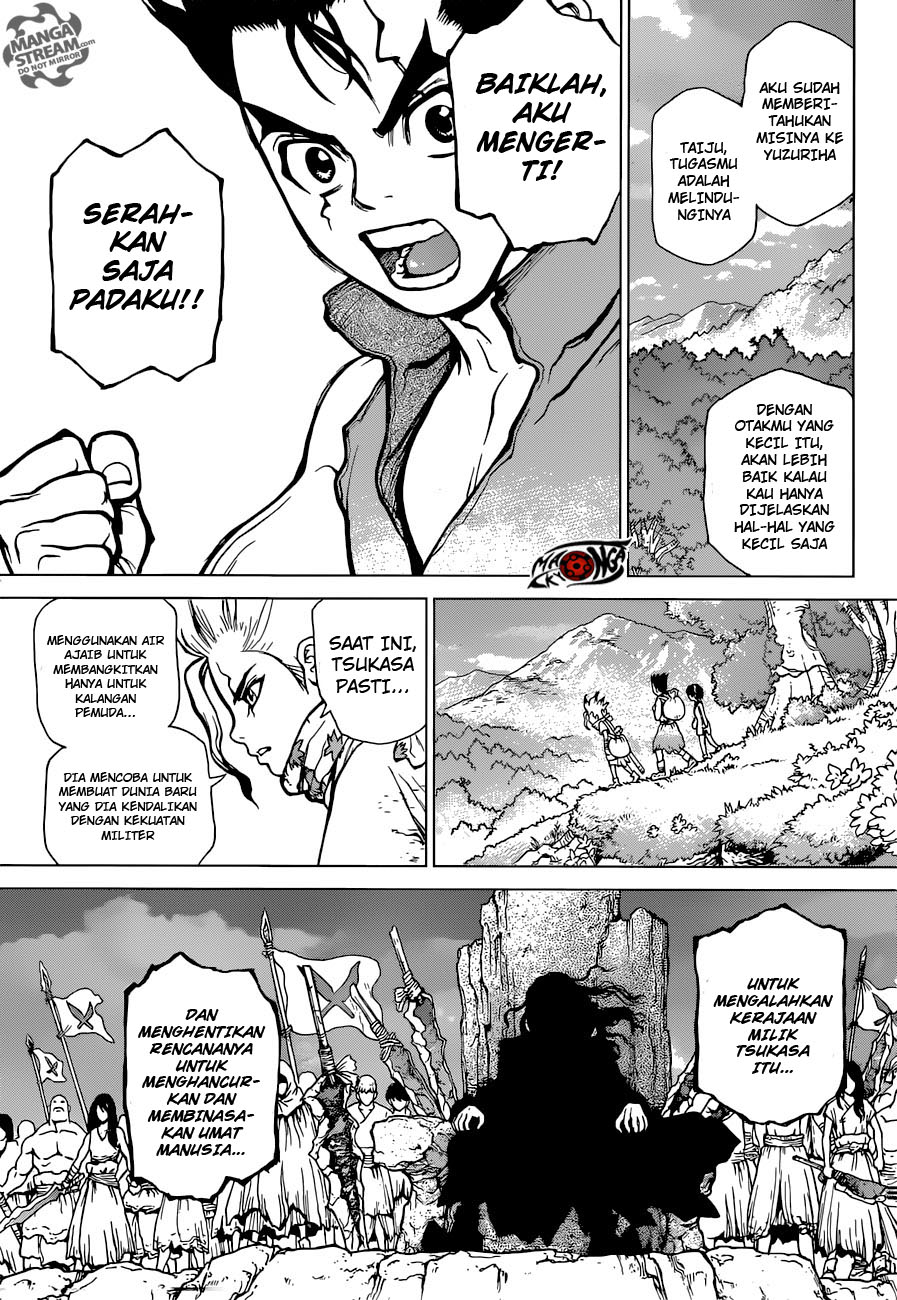 MANGA
STREAM.com
DO NOT MIRROR
AKU SUDAH
MEMBERI-
TAHUKAN
MISINYA KE
YUZURIHA
TAIJU,
TUGASMU
ADALAH
MELINDU-
NGINYA
DENGAN
OTAKMU YANG
KECIL ITU,
AKAN LEBIH
BAIK KALAU
KAU HANYA
DIJELASKAN
HAL-HAL YANG
KECIL SAJA
BAIKLAH,
AKU
MENGER-
TI!
SERAH-
KAN
SAJA
PADAKU!!
SAAT INI,
TSUKASA
PASTI...
MENGGUNAKAN AIR
AJAIB UNTUK
MEMBANGKITKAN
HANYA UNTUK
KALANGAN
PEMUDA...
DIA MENCOBA UNTUK
MEMBUAT DUNIA BARU
YANG DIA KENDALIKAN
DENGAN KEKUATAN
MILITER
UNTUK
MENGALAHKAN
KERAJAAN
MILIK
TSUKASA
ITU...
DAN
MENGHENTIKAN
RENCANANYA
UNTUK
MENGHANCUR-
KAN DAN
MEMBINASA-
KAN UMAT
MANUSIA...